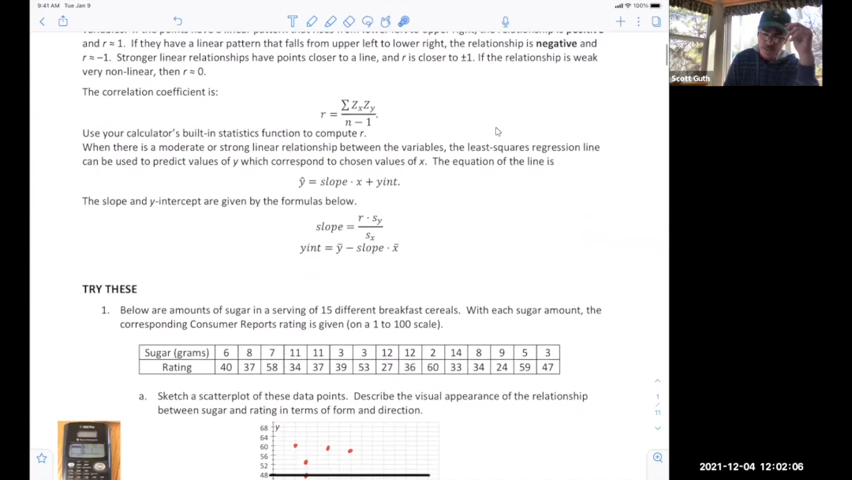 9:41 AM Tue Jan 9
100%
and r ≈ 1. If they have a linear pattern that falls from upper left to lower right, the relationship is negative and
r ≈ –1. Stronger linear relationships have points closer to a line, and r is closer to ±1. If the relationship is weak
very non-linear, then r ≈ 0.
The correlation coefficient is:
r = ∑ ZxZy / n − 1.
Use your calculator's built-in statistics function to compute r.
When there is a moderate or strong linear relationship between the variables, the least-squares regression line
can be used to predict values of y which correspond to chosen values of x. The equation of the line is
ŷ = slope · x + yint.
The slope and y-intercept are given by the formulas below.
slope = r · sy / sx
yint = ȳ − slope · x̄
TRY THESE
1. Below are amounts of sugar in a serving of 15 different breakfast cereals. With each sugar amount, the
corresponding Consumer Reports rating is given (on a 1 to 100 scale).
Sugar (grams) 6 8 7 11 11 3 3 12 12 2 14 8 9 5 3
Rating 40 37 58 34 37 39 53 27 36 60 33 34 24 59 47
a. Sketch a scatterplot of these data points. Describe the visual appearance of the relationship
between sugar and rating in terms of form and direction.
68 y
64
60
56
52
48
1
/
11
Scott Guth
2021-12-04 12:02:06